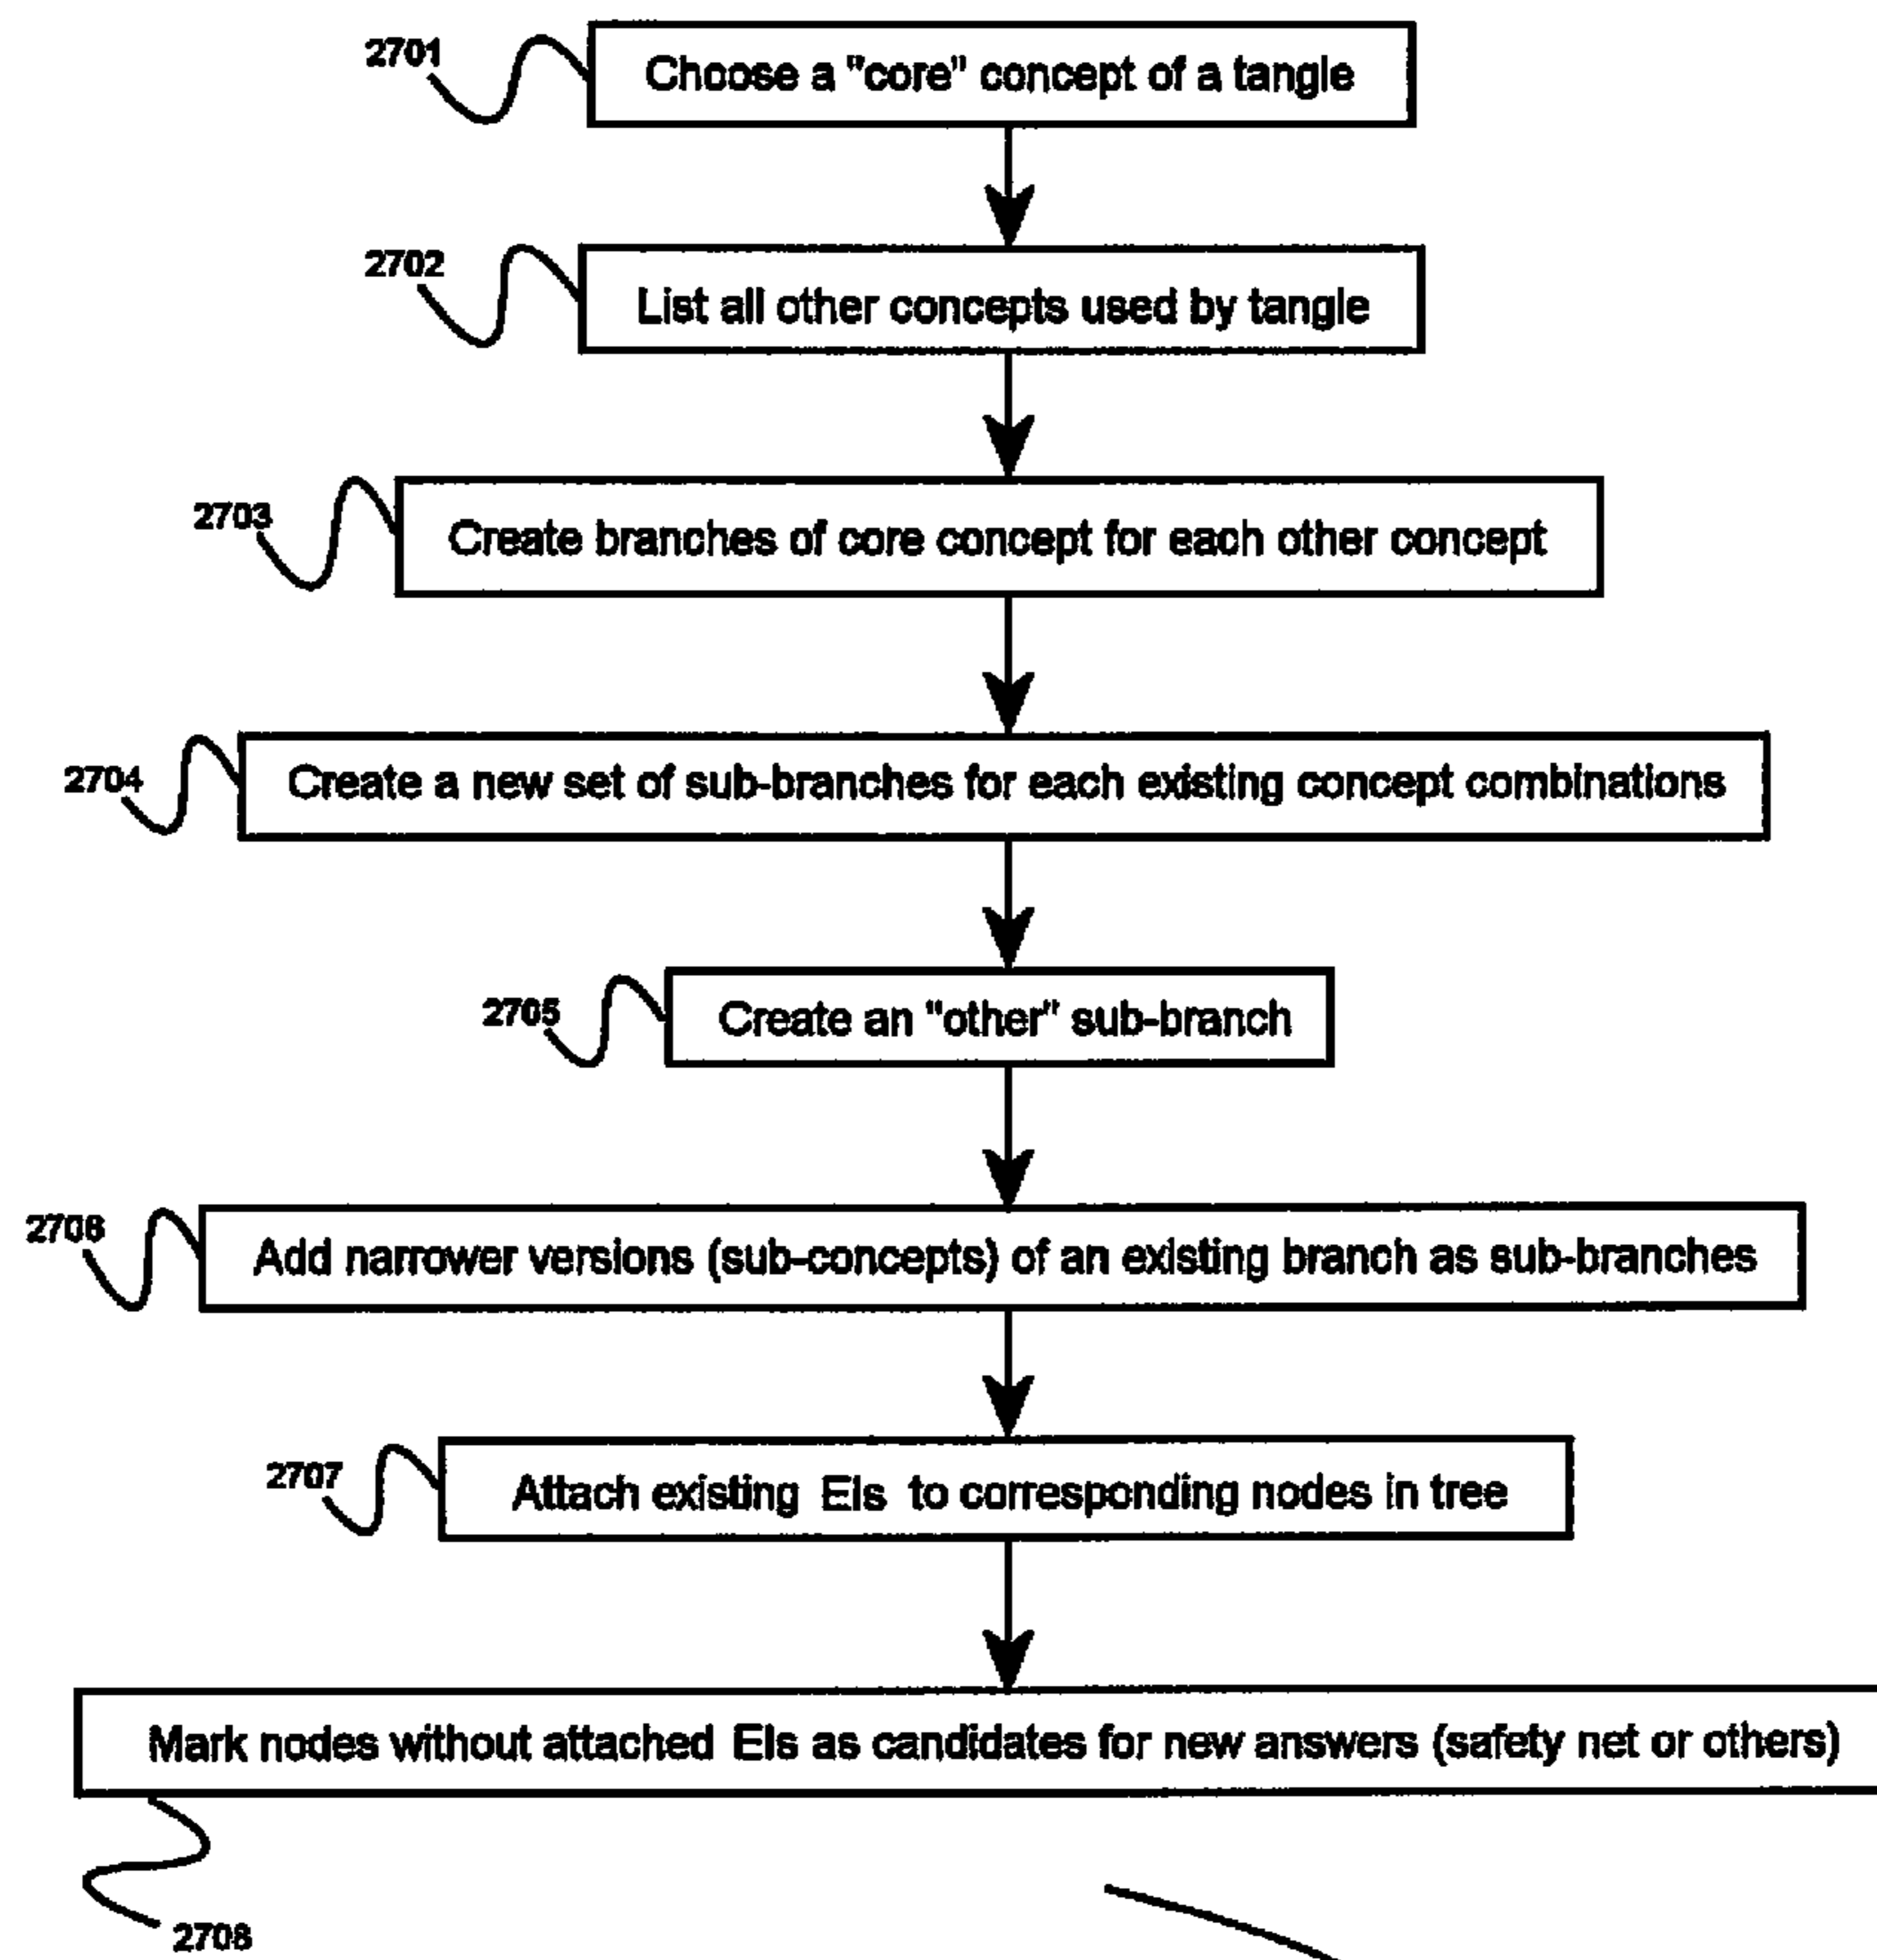 2701
Choose a "core" concept of a tangle
2702
List all other concepts used by tangle
2703
Create branches of core concept for each other concept
2704
Create a new set of sub-branches for each existing concept combinations
2705
Create an "other" sub-branch
2706
Add narrower versions (sub-concepts) of an existing branch as sub-branches
2707
Attach existing EIs to corresponding nodes in tree
Mark nodes without attached EIs as candidates for new answers (safety net or others)
2708